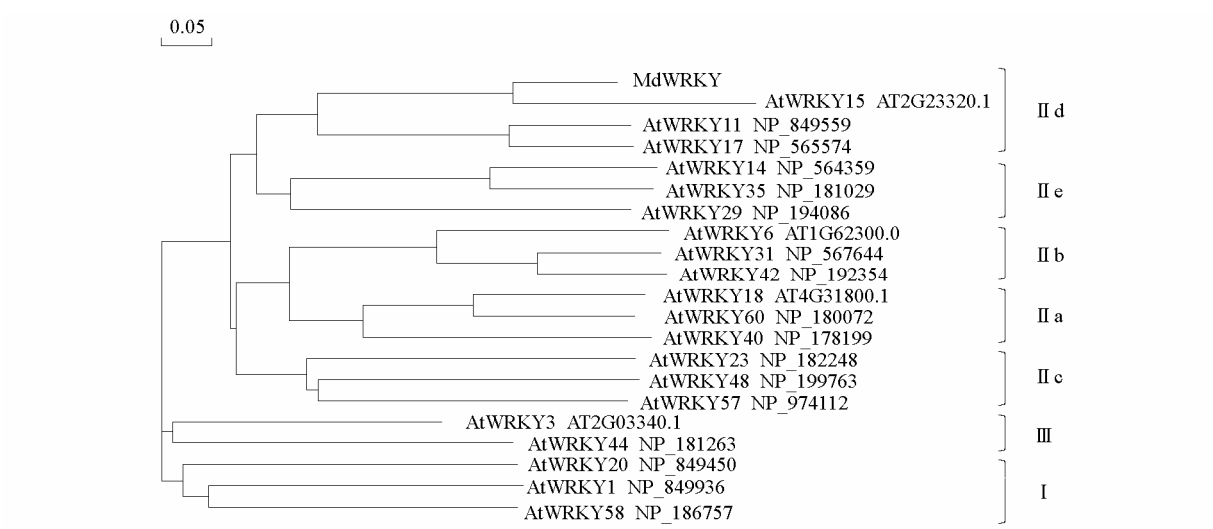 0.05
MdWRKY
AtWRKY15 AT2G23320.1
AtWRKY11 NP_849559
Ⅱd
AtWRKY17 NP_565574
AtWRKY14 NP_564359
AtWRKY35 NP_181029
Ⅱe
AtWRKY29 NP_194086
AtWRKY6 AT1G62300.0
AtWRKY31 NP_567644
Ⅱb
AtWRKY42 NP_192354
AtWRKY18 AT4G31800.1
AtWRKY60 NP_180072
Ⅱa
AtWRKY40 NP_178199
AtWRKY23 NP_182248
AtWRKY48 NP_199763
Ⅱc
AtWRKY57 NP_974112
AtWRKY3 AT2G03340.1
Ⅲ
AtWRKY44 NP_181263
AtWRKY20 NP_849450
AtWRKY1 NP_849936
Ⅰ
AtWRKY58 NP_186757